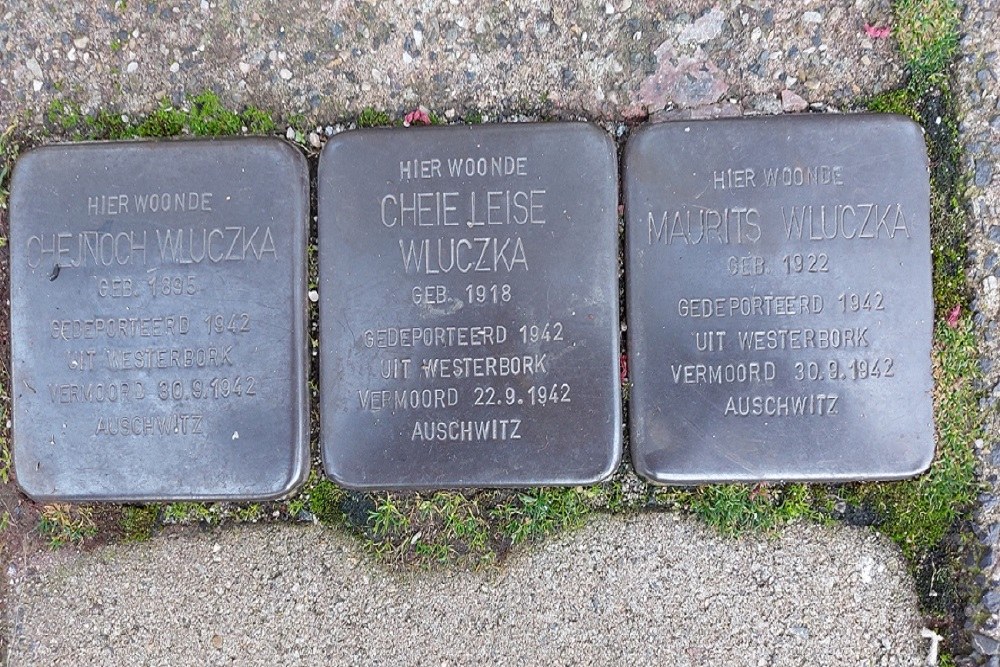 HIER WOONDE
CHEJNOCH WLUCZKA
GEB. 1895
GEDEPORTEERD 1942
UIT WESTERBORK
VERMOORD 30.9.1942
AUSCHWITZ
HIER WOONDE
CHEIE LEISE
WLUCZKA
GEB. 1918
GEDEPORTEERD 1942
UIT WESTERBORK
VERMOORD 22.9.1942
AUSCHWITZ
HIER WOONDE
MAURITS WLUCZKA
GEB. 1922
GEDEPORTEERD 1942
UIT WESTERBORK
VERMOORD 30.9.1942
AUSCHWITZ